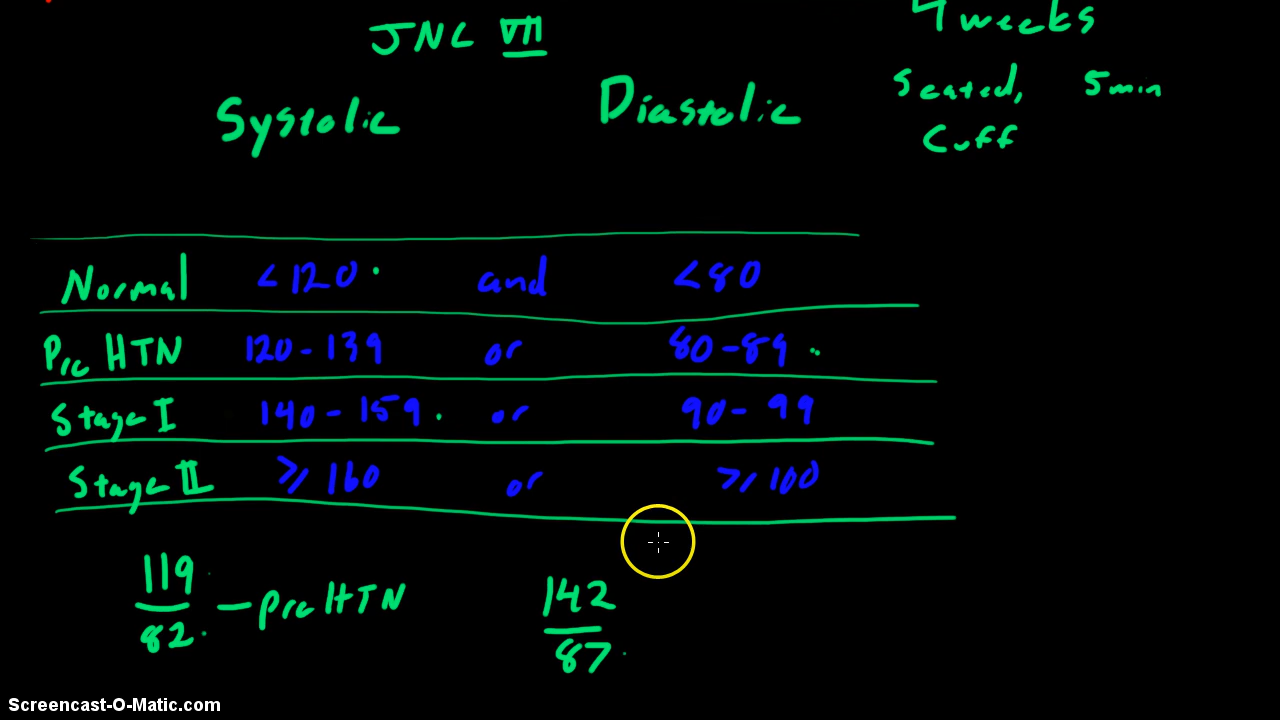 JNC VII
4 weeks
Systolic Diastolic
Seated, 5min
Cuff
Normal <120 and <80
Pre HTN 120-139 or 80-89
Stage I 140-159 or 90-99
Stage II ≥160 or ≥100
119
82 - pre HTN
142
87
Screencast-O-Matic.com